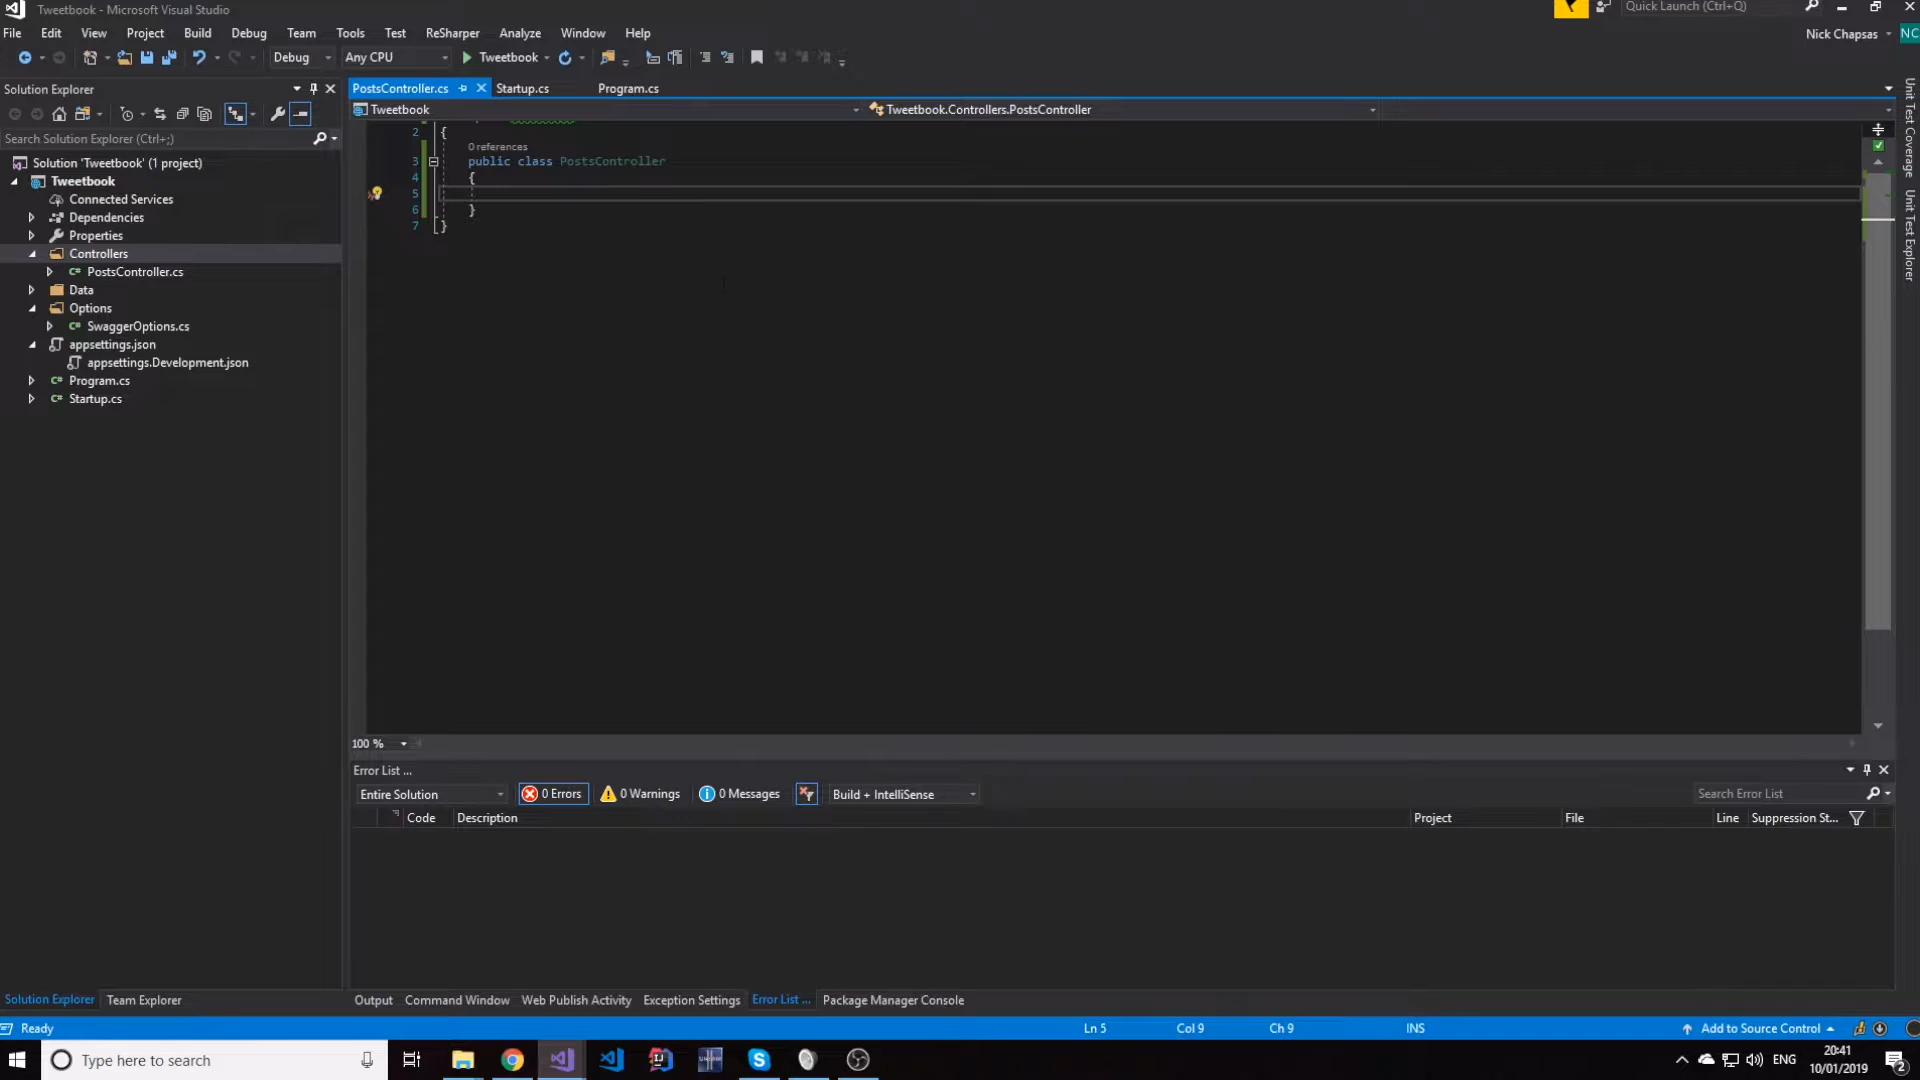 Tweetbook - Microsoft Visual Studio
Quick Launch (Ctrl+Q)
File Edit View Project Build Debug Team Tools Test ReSharper Analyze Window Help
Nick Chapsas NC
Debug Any CPU Tweetbook
Solution Explorer
PostsController.cs Startup.cs Program.cs
Tweetbook Tweetbook.Controllers.PostsController
Search Solution Explorer (Ctrl+;)
Solution 'Tweetbook' (1 project)
Tweetbook
Connected Services
Dependencies
Properties
Controllers
PostsController.cs
Data
Options
SwaggerOptions.cs
appsettings.json
appsettings.Development.json
Program.cs
Startup.cs
2 {
0 references
3 public class PostsController
4 {
5
6 }
7 }
Unit Test Coverage
Unit Test Explorer
100 %
Error List ...
Entire Solution 0 Errors 0 Warnings 0 Messages Build + IntelliSense Search Error List
Code Description Project File Line Suppression St...
Solution Explorer Team Explorer
Output Command Window Web Publish Activity Exception Settings Error List ... Package Manager Console
Ready Ln 5 Col 9 Ch 9 INS Add to Source Control
Type here to search
ENG
20:41
10/01/2019
2